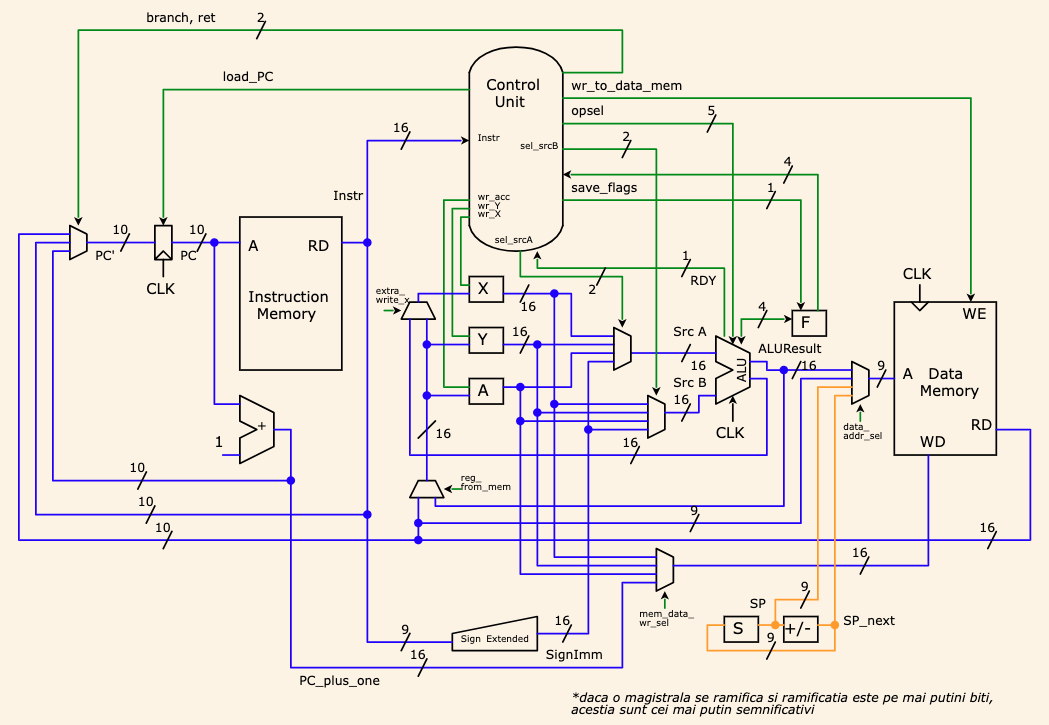 branch, ret
2
load_PC
Control
Unit
wr_to_data_mem
opsel
5
16
Instr
sel_srcB
2
4
save_flags
1
Instr
wr_acc
wr_Y
wr_X
sel_srcA
10
PC'
10
PC
CLK
A
RD
Instruction
Memory
1
RDY
2
CLK
WE
extra_
write_x
X
16
Y
16
A
4
F
ALUResult
Src A
16
ALU
16
Src B
16
CLK
9
A
Data
Memory
RD
WD
data_
addr_sel
1
+
16
16
10
reg_
from_mem
10
9
10
16
16
mem_data_
wr_sel
9
SP
S
+/-
SP_next
9
9
Sign Extended
16
SignImm
16
PC_plus_one
*daca o magistrala se ramifica si ramificatia este pe mai putini biti,
acestia sunt cei mai putin semnificativi